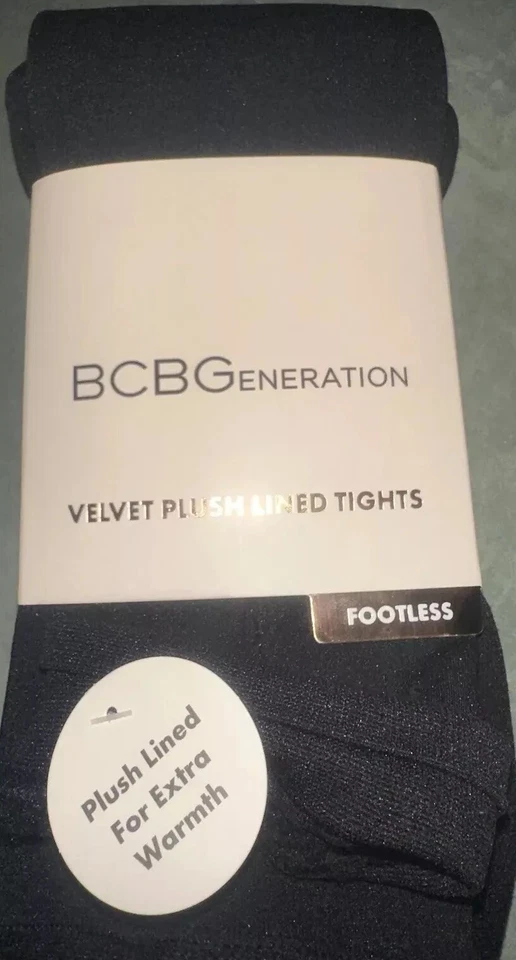 BCBGENERATION
VELVET PLUSH LINED TIGHTS
FOOTLESS
Plush Lined
For Extra
Warmth